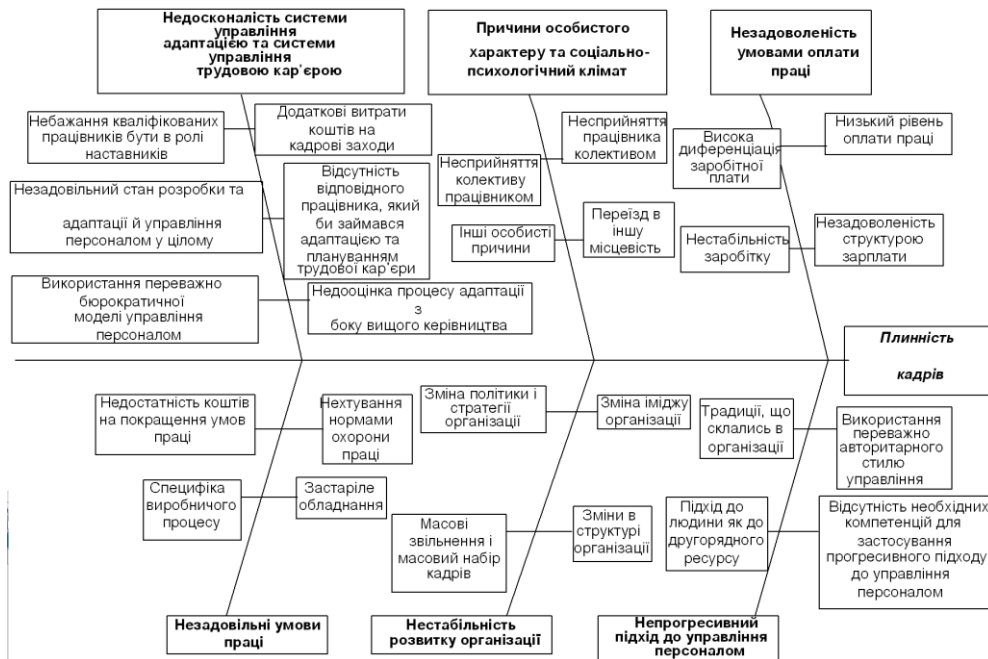 Недосконалість системи
управління
адаптацією та системи
управління
трудовою кар'єрою
Причини особистого
характеру та соціально-
психологічний клімат
Незадоволеність
умовами оплати
праці
Небажання кваліфікованих
працівників бути в ролі
наставників
Додаткові витрати
коштів на
кадрові заходи
Незадовільний стан розробки та
адаптації й управління
персоналом у цілому
Відсутність
відповідного
працівника, який
би займався
адаптацією та
плануванням
трудової кар'єри
Використання переважно
бюрократичної
моделі управління
персоналом
Недооцінка процесу адаптації
з
боку вищого керівництва
Несприйняття
працівника
колективом
Несприйняття
колективу
працівником
Інші особисті
причини
Переїзд в
іншу
місцевість
Висока
диференціація
заробітної
плати
Низький рівень
оплати праці
Нестабільність
заробітку
Незадоволеність
структурою
зарплати
Плинність
кадрів
Недостатність коштів
на покращення умов
праці
Нехтування
нормами
охорони
праці
Специфіка
виробничого
процесу
Застаріле
обладнання
Зміна політики і
стратегії
організації
Зміна іміджу
організації
Масові
звільнення і
масовий набір
кадрів
Зміни в
структурі
організації
Традиції, що
склались в
організації
Використання
переважно
авторитарного
стилю
управління
Підхід до
людини як до
другорядного
ресурсу
Відсутність необхідних
компетенцій для
застосування
прогресивного підходу
до управління
персоналом
Незадовільні умови
праці
Нестабільність
розвитку організації
Непрогресивний
підхід до управління
персоналом